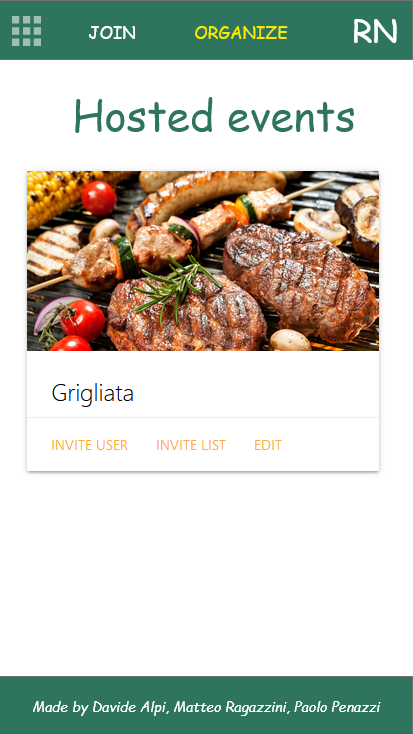 JOIN ORGANIZE RN
Hosted events
Grigliata
INVITE USER INVITE LIST EDIT
Made by Davide Alpi, Matteo Ragazzini, Paolo Penazzi